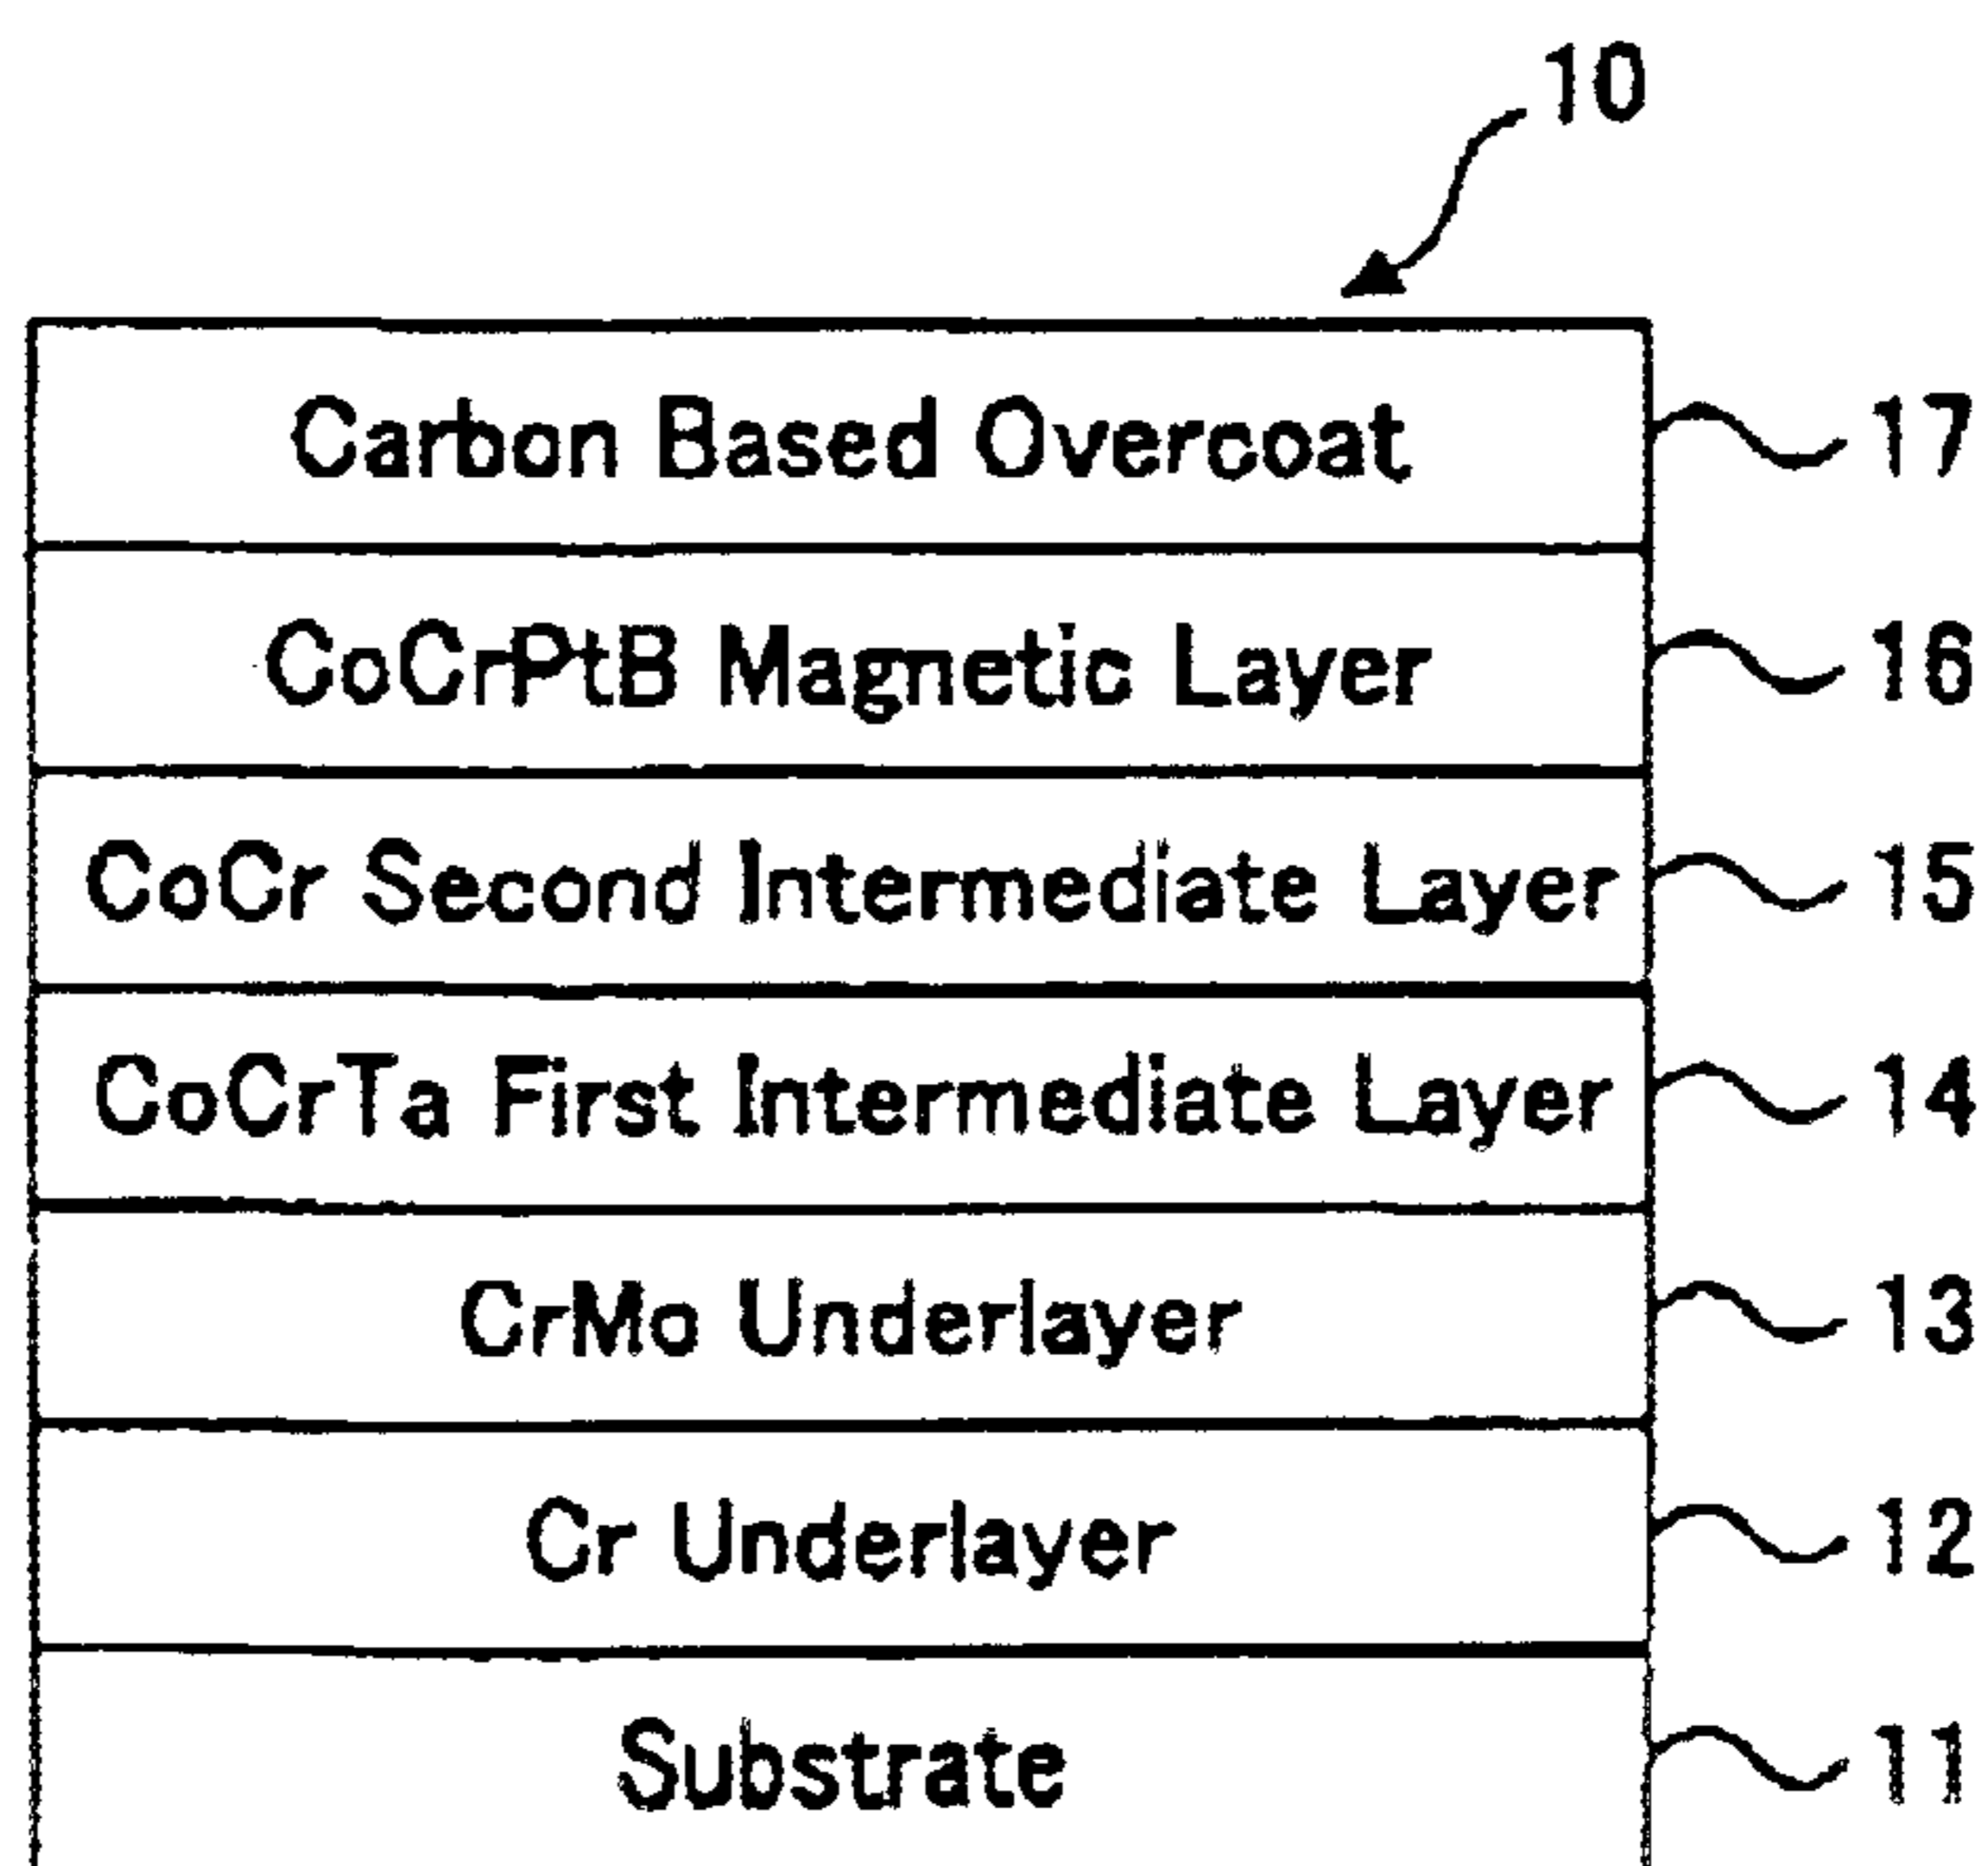 10
Carbon Based Overcoat 17
CoCrPtB Magnetic Layer 16
CoCr Second Intermediate Layer 15
CoCrTa First Intermediate Layer 14
CrMo Underlayer 13
Cr Underlayer 12
Substrate 11